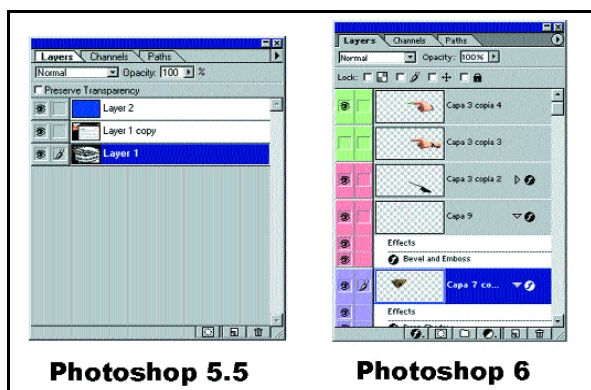 Layers Channels Paths
Normal Opacity: 100 %
Preserve Transparency
Layer 2
Layer 1 copy
Layer 1
Photoshop 5.5
Layers Channels Paths
Normal Opacity: 100%
Lock:
Capa 3 copia 4
Capa 3 copia 3
Capa 3 copia 2
Capa 9
Effects
Bevel and Emboss
Capa 7 co...
Effects
Photoshop 6